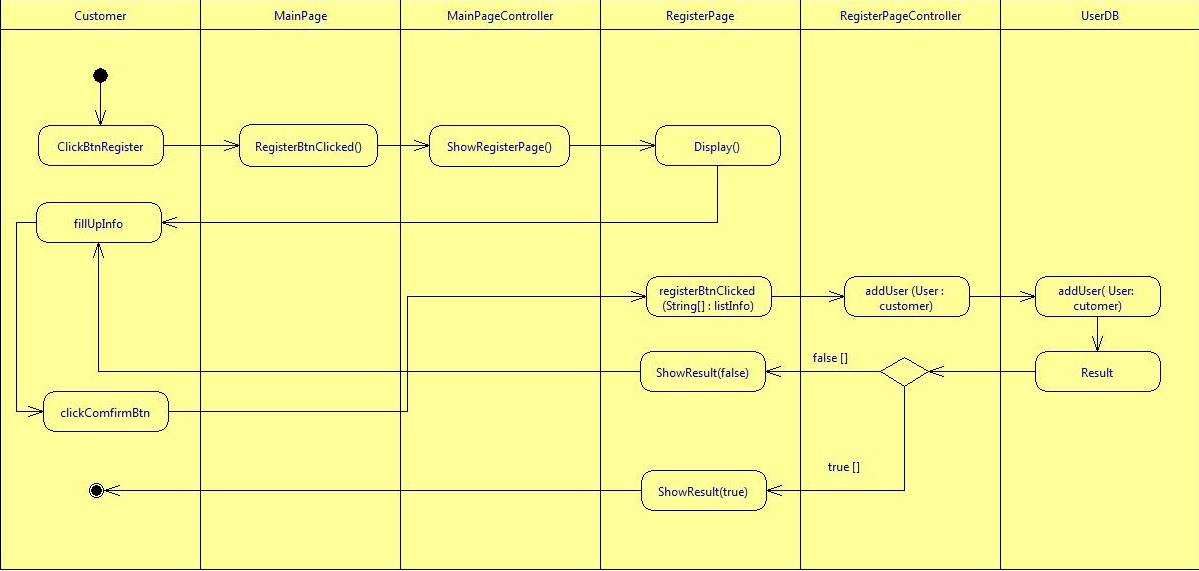 Customer
MainPage
MainPageController
RegisterPage
RegisterPageController
UserDB
ClickBtnRegister
RegisterBtnClicked()
ShowRegisterPage()
Display()
fillUpInfo
registerBtnClicked
(String[] : listInfo)
addUser (User :
customer)
addUser( User:
cutomer)
false []
ShowResult(false)
Result
clickComfirmBtn
true []
ShowResult(true)